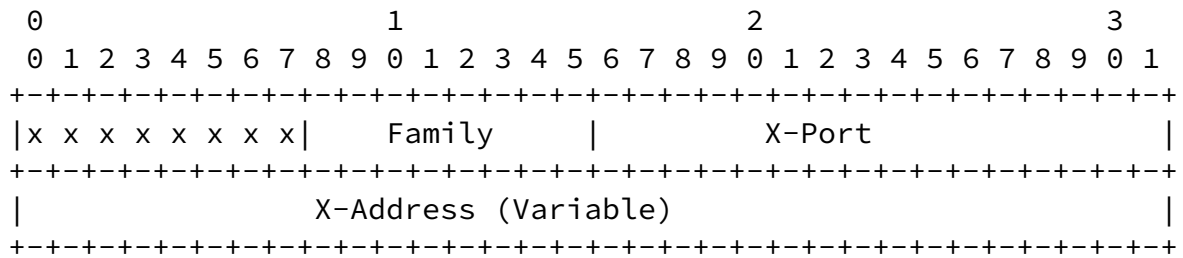 0                   1                   2                   3
 0 1 2 3 4 5 6 7 8 9 0 1 2 3 4 5 6 7 8 9 0 1 2 3 4 5 6 7 8 9 0 1
+-+-+-+-+-+-+-+-+-+-+-+-+-+-+-+-+-+-+-+-+-+-+-+-+-+-+-+-+-+-+-+-+
|x x x x x x x x|    Family     |         X-Port                |
+-+-+-+-+-+-+-+-+-+-+-+-+-+-+-+-+-+-+-+-+-+-+-+-+-+-+-+-+-+-+-+-+
|                X-Address (Variable)                           |
+-+-+-+-+-+-+-+-+-+-+-+-+-+-+-+-+-+-+-+-+-+-+-+-+-+-+-+-+-+-+-+-+